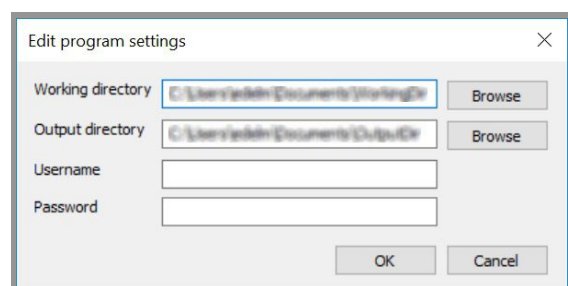 Edit program settings
Working directory Browse
Output directory Browse
Username
Password
OK Cancel